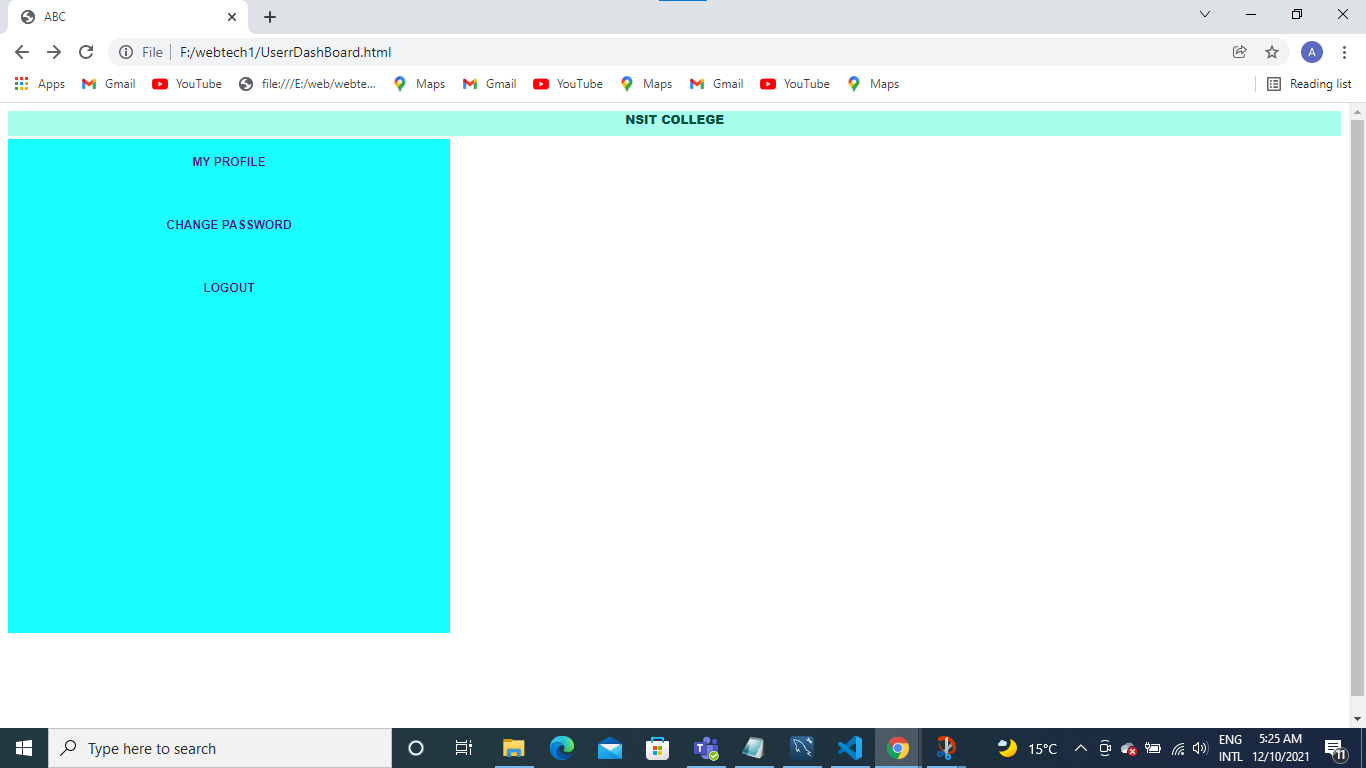 ABC
File
F:/webtech1/UserrDashBoard.html
Apps Gmail YouTube file:///E:/web/webte... Maps Gmail YouTube Maps Gmail YouTube Maps Reading list
A
NSIT COLLEGE
MY PROFILE
CHANGE PASSWORD
LOGOUT
Type here to search
15°C
ENG
INTL
5:25 AM
12/10/2021
11